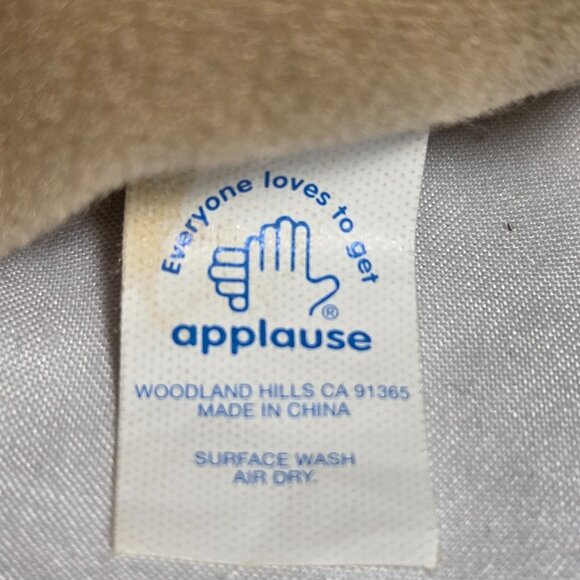 Everyone loves to get
applause
®
WOODLAND HILLS CA 91365
MADE IN CHINA
SURFACE WASH
AIR DRY.